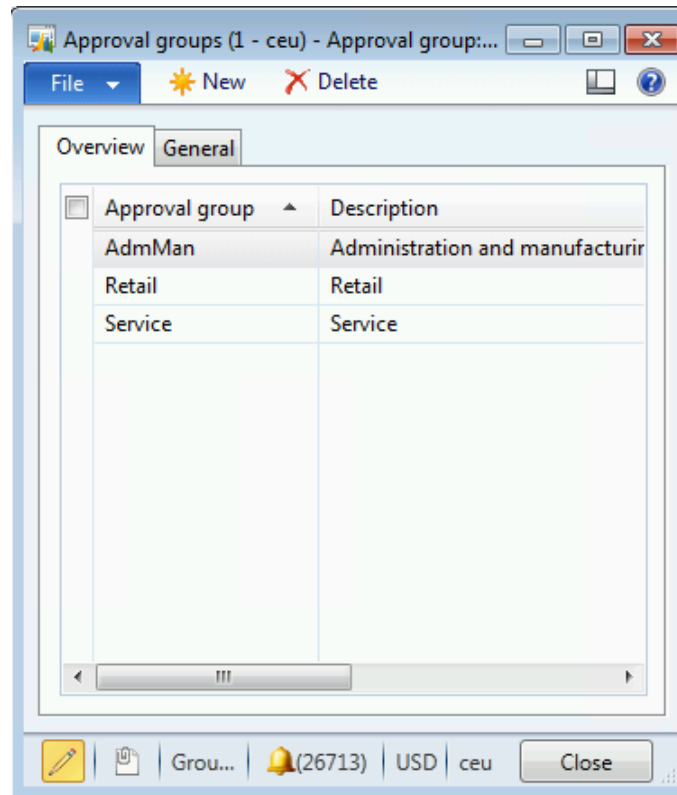 Approval groups (1 - ceu) - Approval group:...
File New Delete
Overview General
Approval group Description
AdmMan Administration and manufacturin
Retail Retail
Service Service
Grou... (26713) USD ceu Close